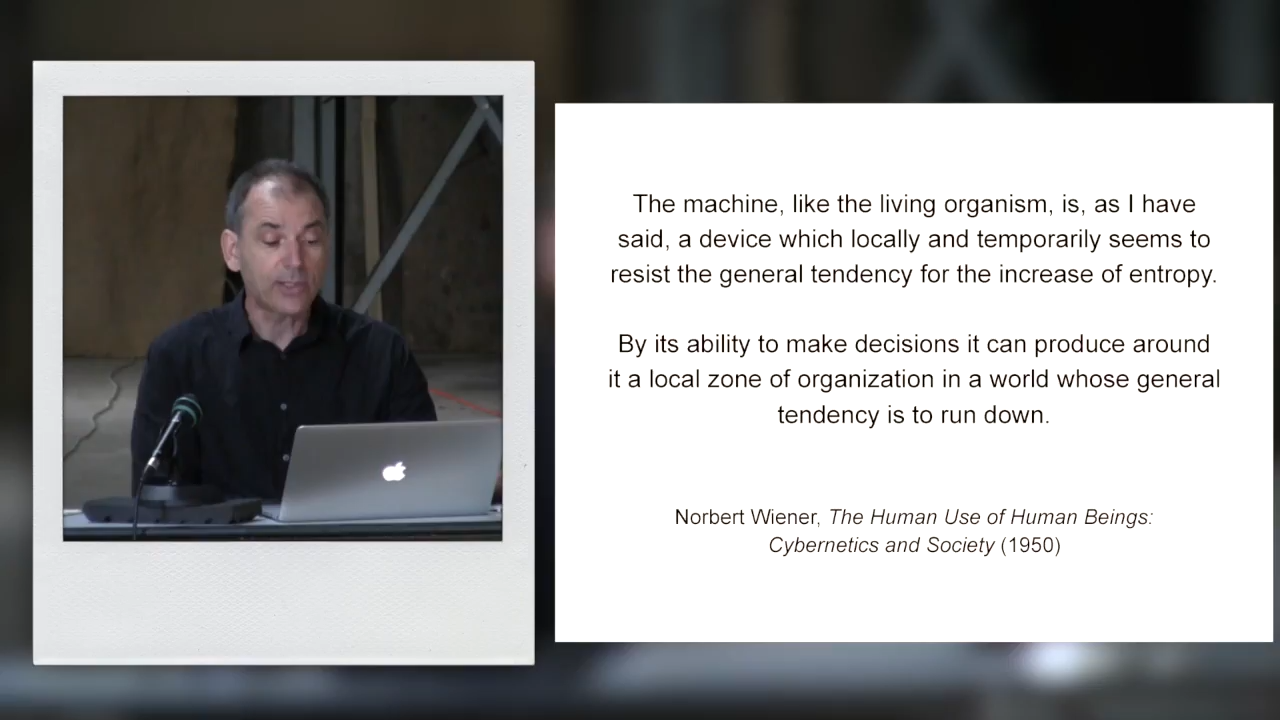 The machine, like the living organism, is, as I have
said, a device which locally and temporarily seems to
resist the general tendency for the increase of entropy.
By its ability to make decisions it can produce around
it a local zone of organization in a world whose general
tendency is to run down.
Norbert Wiener, The Human Use of Human Beings:
Cybernetics and Society (1950)